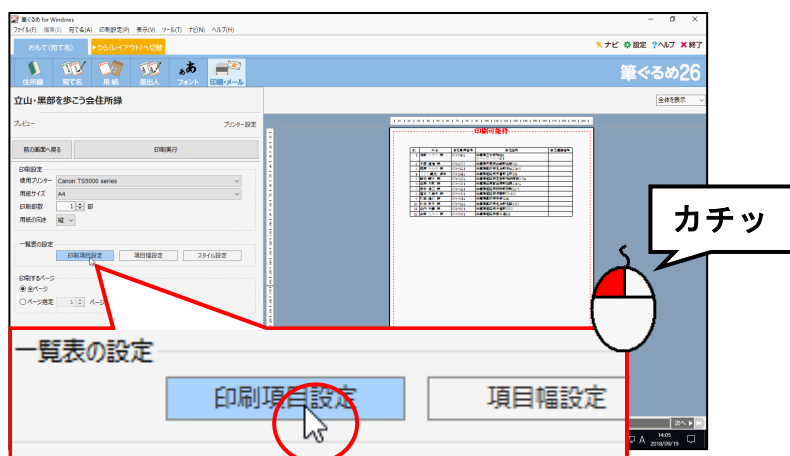 筆ぐるめ for Windows
ファイル(F) 編集(E) 宛て名(A) 印刷設定(P) 表示(V) ツール(T) ナビ(N) ヘルプ(H)
おもて(宛て名) ▶うら(レイアウト)へ切替
ナビ 設定 ?ヘルプ ×終了
住所録 宛て名 用紙 差出人 フォント 印刷・メール
筆ぐるめ26
立山・黒部を歩こう会住所録
全体を表示
プレビュー プリンター設定
前の画面へ戻る 印刷実行
印刷設定
使用プリンター Canon TS5000 series
用紙サイズ A4
印刷部数 1 部
用紙の向き 縦
一覧表の設定
印刷項目設定 項目幅設定 スタイル設定
印刷するページ
全ページ
ページ指定 1 ページ
印刷可能枠
カチッ
一覧表の設定
印刷項目設定 項目幅設定
次へ
A 14:05
2018/09/19